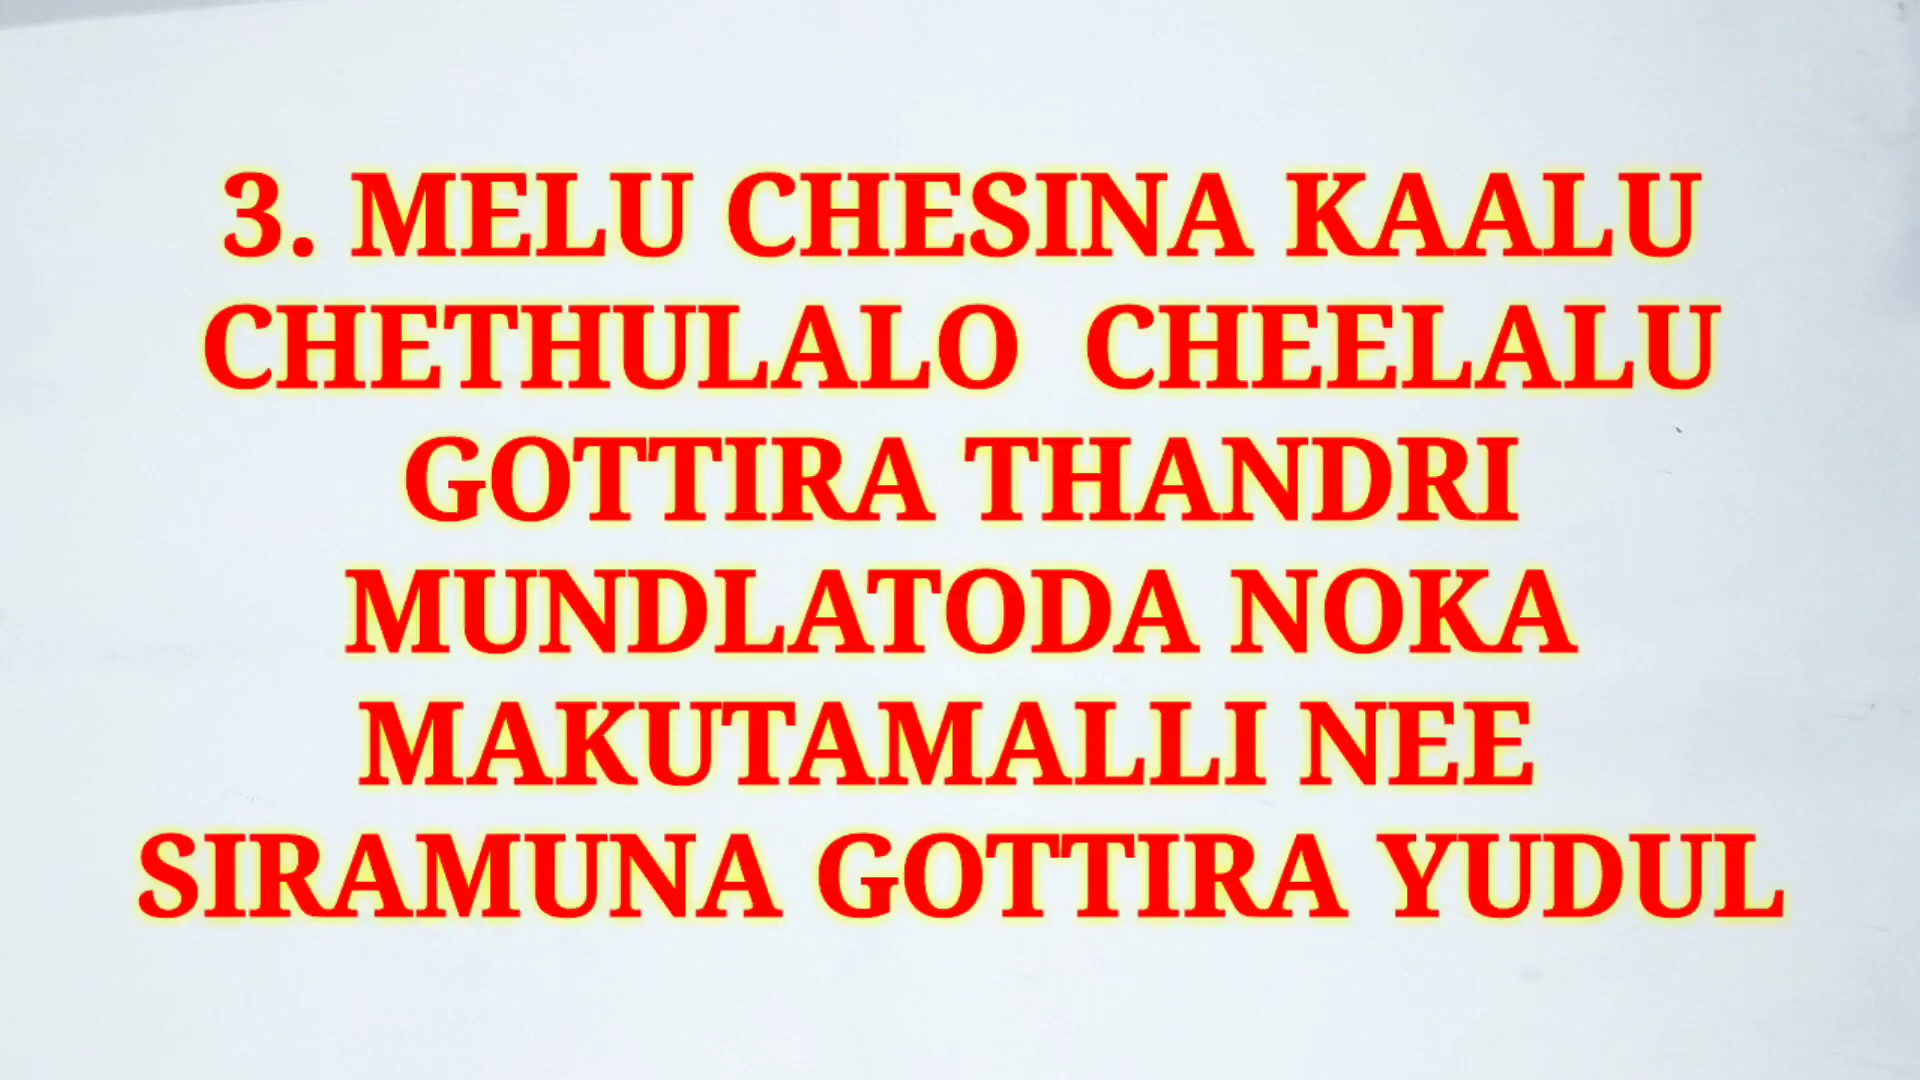 3. MELU CHESINA KAALU
CHETHULALO  CHEELALU
GOTTIRA THANDRI
MUNDLATODA NOKA
MAKUTAMALLI NEE
SIRAMUNA GOTTIRA YUDUL